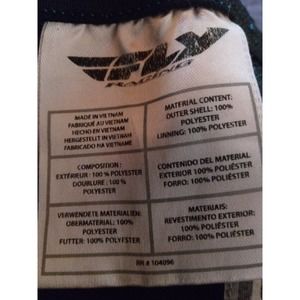 FLY
RACING
MADE IN VIETNAM
FABRIQUÉ AU VIETNAM
HECHO EN VIETNAM
HERGESTELLT IN VIETNAM
FABRICADO HA VIETNAME
MATERIAL CONTENT:
OUTER SHELL: 100%
POLYESTER
LINNING: 100% POLYESTER
COMPOSITION :
EXTÉRIEUR : 100 % POLYESTER
DOUBLURE : 100 %
POLYESTER
CONTENIDO DEL MATERIAL
EXTERIOR 100% POLIÉSTER
FORRO: 100% POLIÉSTER
VERWENDETE MATERIALIEN:
OBERMATERIAL: 100%
POLYESTER
FUTTER: 100% POLYESTER
MATERIAIS:
REVESTIMENTO EXTERIOR:
100% POLIÉSTER
FORRO: 100% POLIÉSTER
RR # 104096